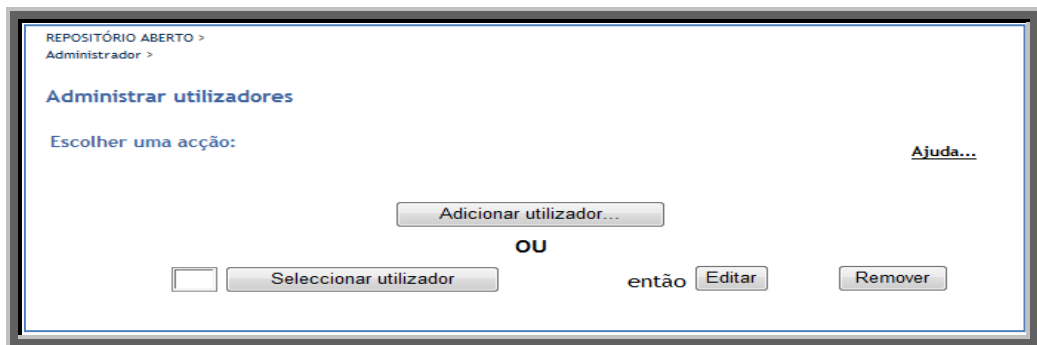 REPOSITÓRIO ABERTO >
Administrador >
Administrar utilizadores
Escolher uma acção:
Ajuda...
Adicionar utilizador...
OU
Seleccionar utilizador então Editar Remover